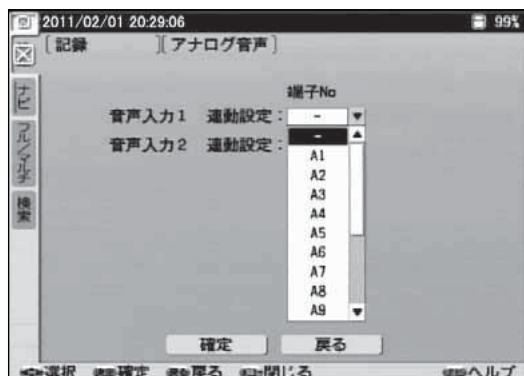 2011/02/01 20:29:06 99%
[記録 ][アナログ音声]
ナビ
フル/マルチ
検索
端子No
音声入力1 連動設定： - ▼
音声入力2 連動設定：
-
A1
A2
A3
A4
A5
A6
A7
A8
A9
確定 戻る
選択 確定 戻る 閉じる ヘルプ